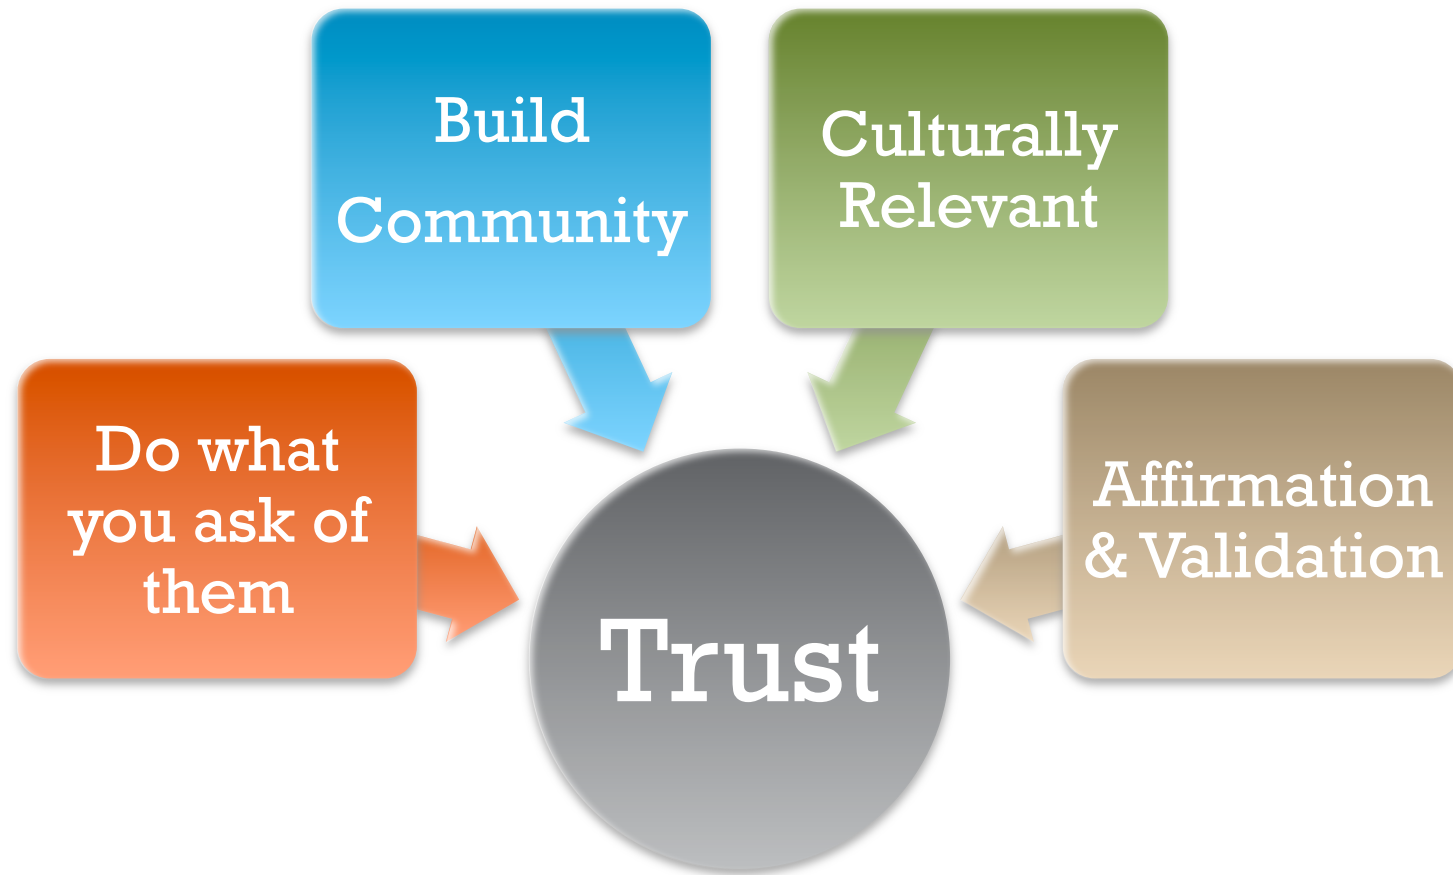 Build
Community
Culturally
Relevant
Do what
you ask of
them
Affirmation
& Validation
Trust